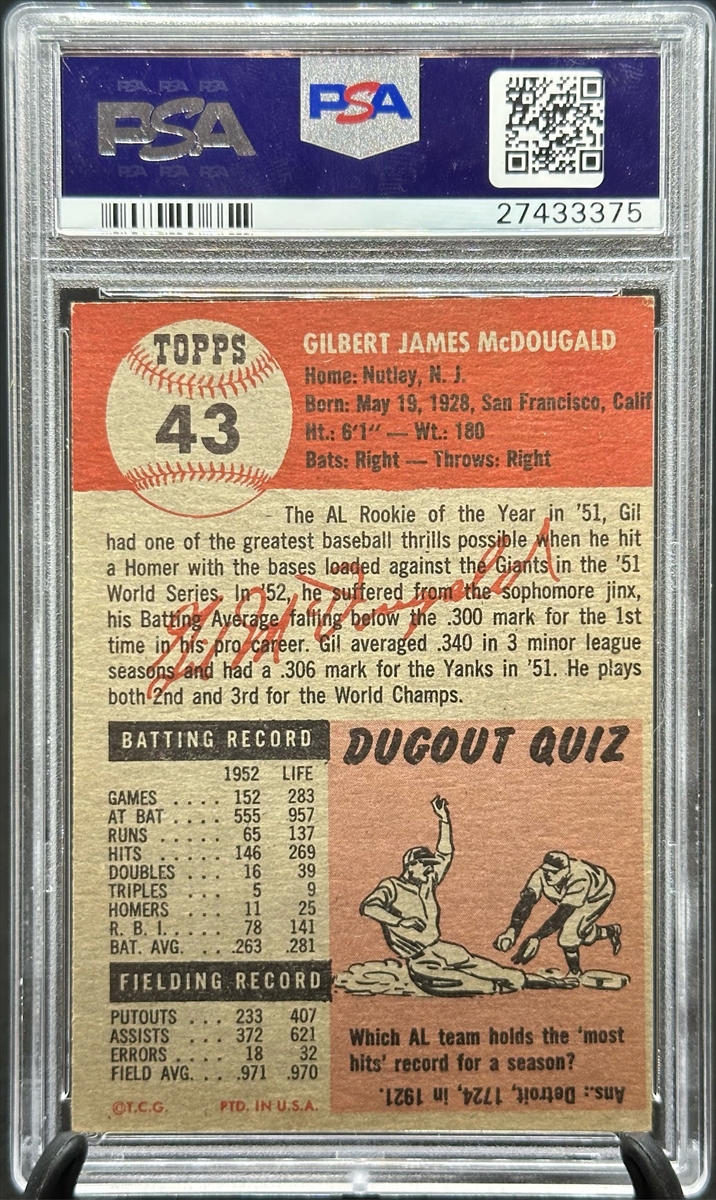 PSA PSA PSA
PSA
PSA PSA PSA
PSA
27433375
TOPPS
43
GILBERT JAMES McDOUGALD
Home: Nutley, N. J.
Born: May 19, 1928, San Francisco, Calif
Ht.: 6'1" — Wt.: 180
Bats: Right — Throws: Right
The AL Rookie of the Year in '51, Gil
had one of the greatest baseball thrills possible when he hit
a Homer with the bases loaded against the Giants in the '51
World Series. In '52, he suffered from the sophomore jinx,
his Batting Average falling below the .300 mark for the 1st
time in his pro career. Gil averaged .340 in 3 minor league
seasons and had a .306 mark for the Yanks in '51. He plays
both 2nd and 3rd for the World Champs.
Gil McDougald
BATTING RECORD
1952 LIFE
GAMES .... 152 283
AT BAT .... 555 957
RUNS .... 65 137
HITS ..... 146 269
DOUBLES ... 16 39
TRIPLES ... 5 9
HOMERS ... 11 25
R. B. I. .... 78 141
BAT. AVG. ... .263 .281
FIELDING RECORD
PUTOUTS ... 233 407
ASSISTS ... 372 621
ERRORS .... 18 32
FIELD AVG. .. .971 .970
©T.C.G. PTD. IN U.S.A.
DUGOUT QUIZ
Which AL team holds the 'most
hits' record for a season?
Ans.: Detroit, 1724, in 1921.